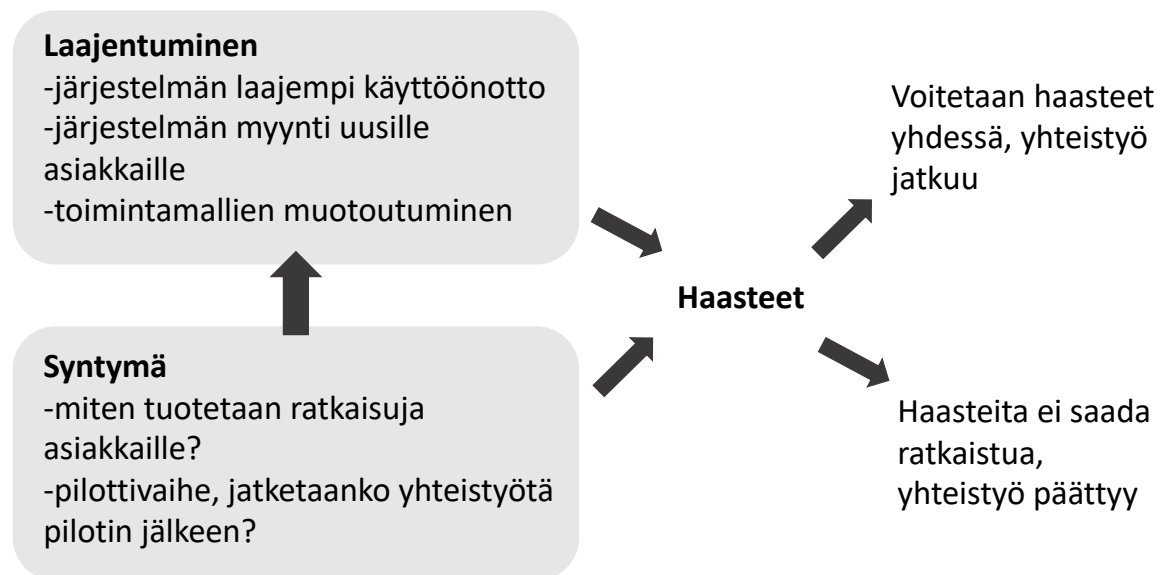 Laajentuminen
-järjestelmän laajempi käyttöönotto
-järjestelmän myynti uusille
asiakkaille
-toimintamallien muotoutuminen
Syntymä
-miten tuotetaan ratkaisuja
asiakkaille?
-pilottivaihe, jatketaanko yhteistyötä
pilotin jälkeen?
Haasteet
Voitetaan haasteet
yhdessä, yhteistyö
jatkuu
Haasteita ei saada
ratkaistua,
yhteistyö päättyy